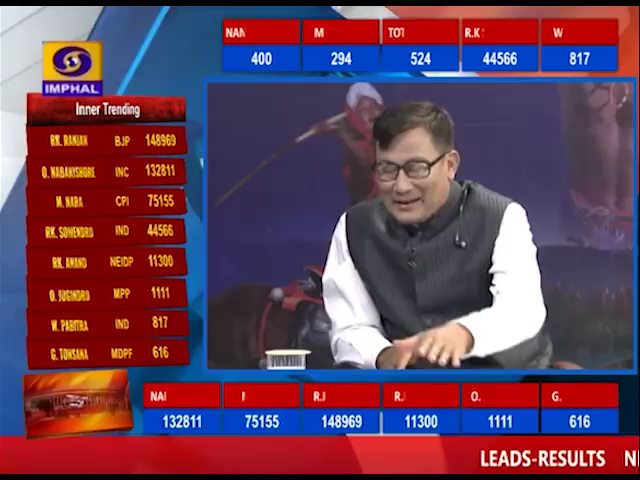 NAN M TOT R.K W
400 294 524 44566 817
IMPHAL
Inner Trending
RK. RANJAN BJP 148969
O. NABAKISHORE INC 132811
M. NARA CPI 75155
RK. SOMENDRO IND 44566
RK. ANAND NEIDP 11300
O. JUGINDRO MPP 1111
W. PABITRA IND 817
G. TONSANA MDPF 616
NAI R.I R. O. G.
132811 75155 148969 11300 1111 616
LEADS-RESULTS